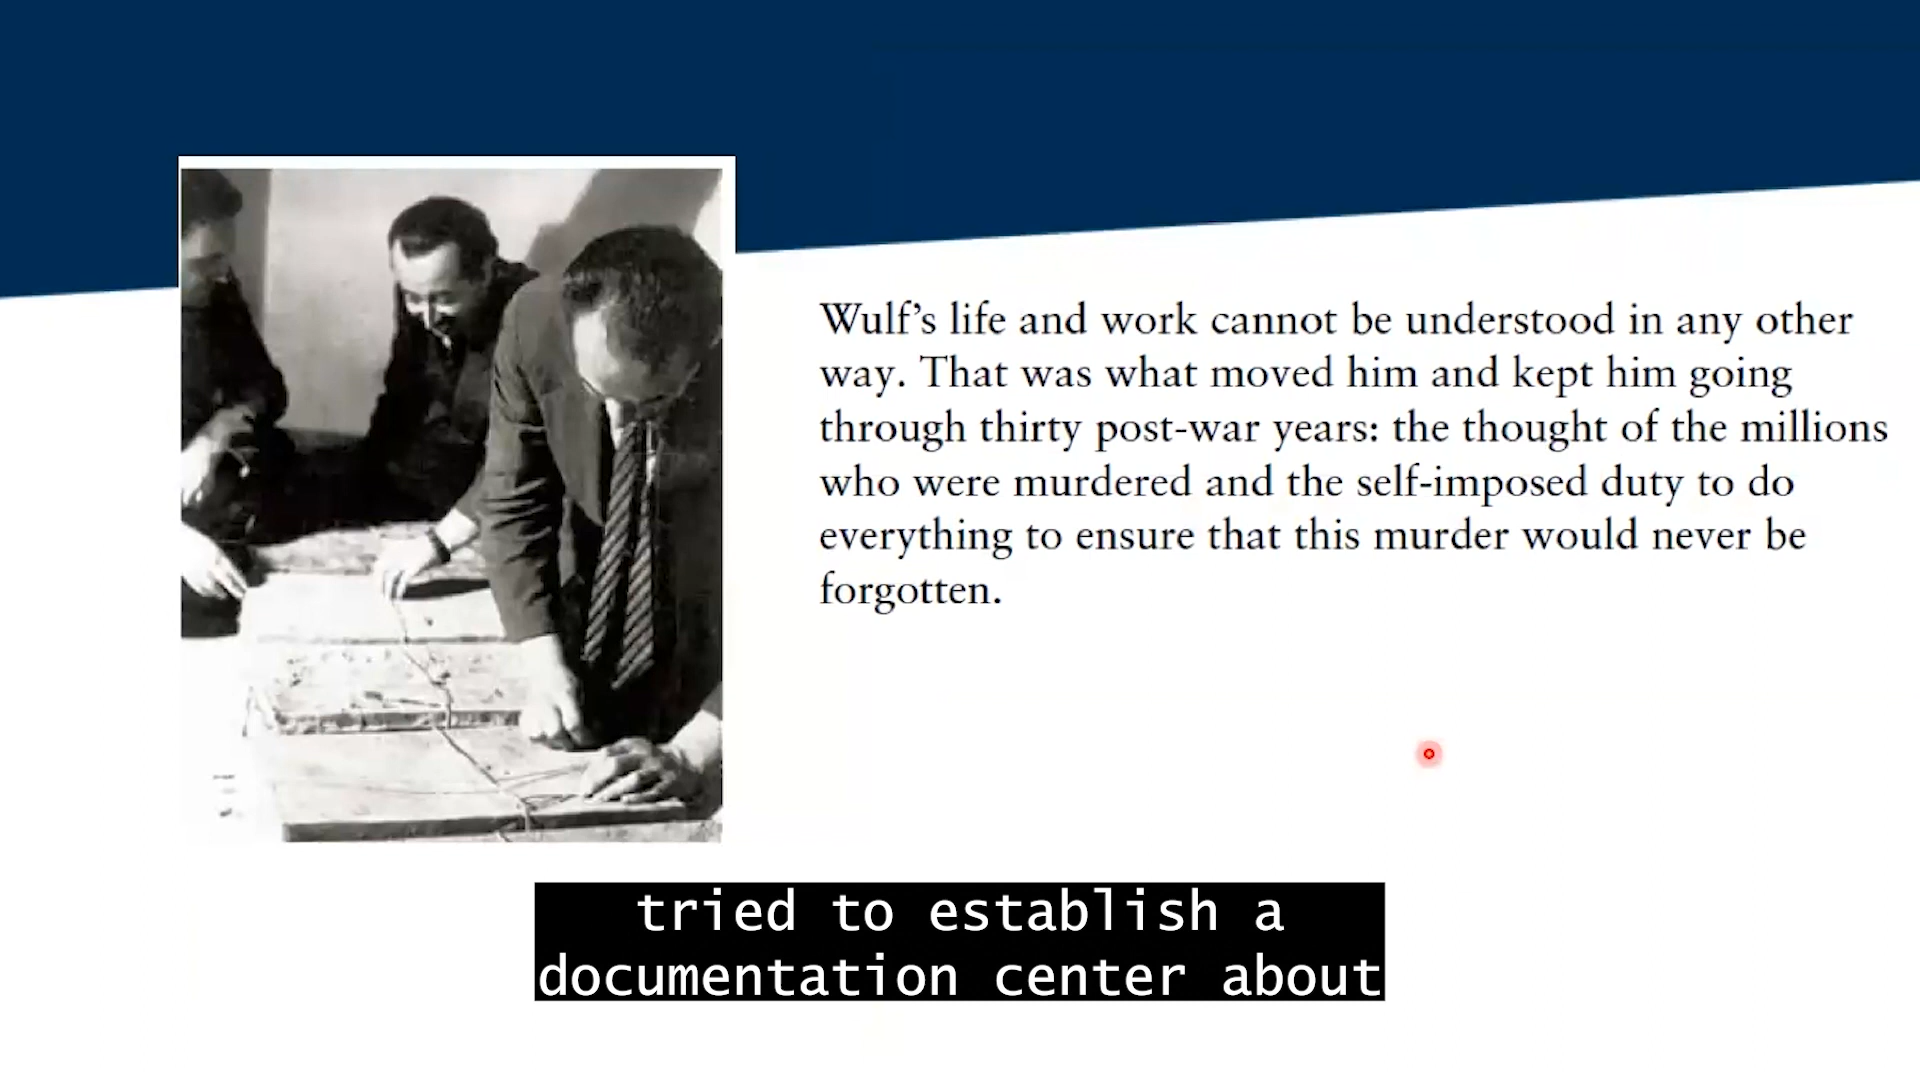 Wulf’s life and work cannot be understood in any other
way. That was what moved him and kept him going
through thirty post-war years: the thought of the millions
who were murdered and the self-imposed duty to do
everything to ensure that this murder would never be
forgotten.
tried to establish a
documentation center about